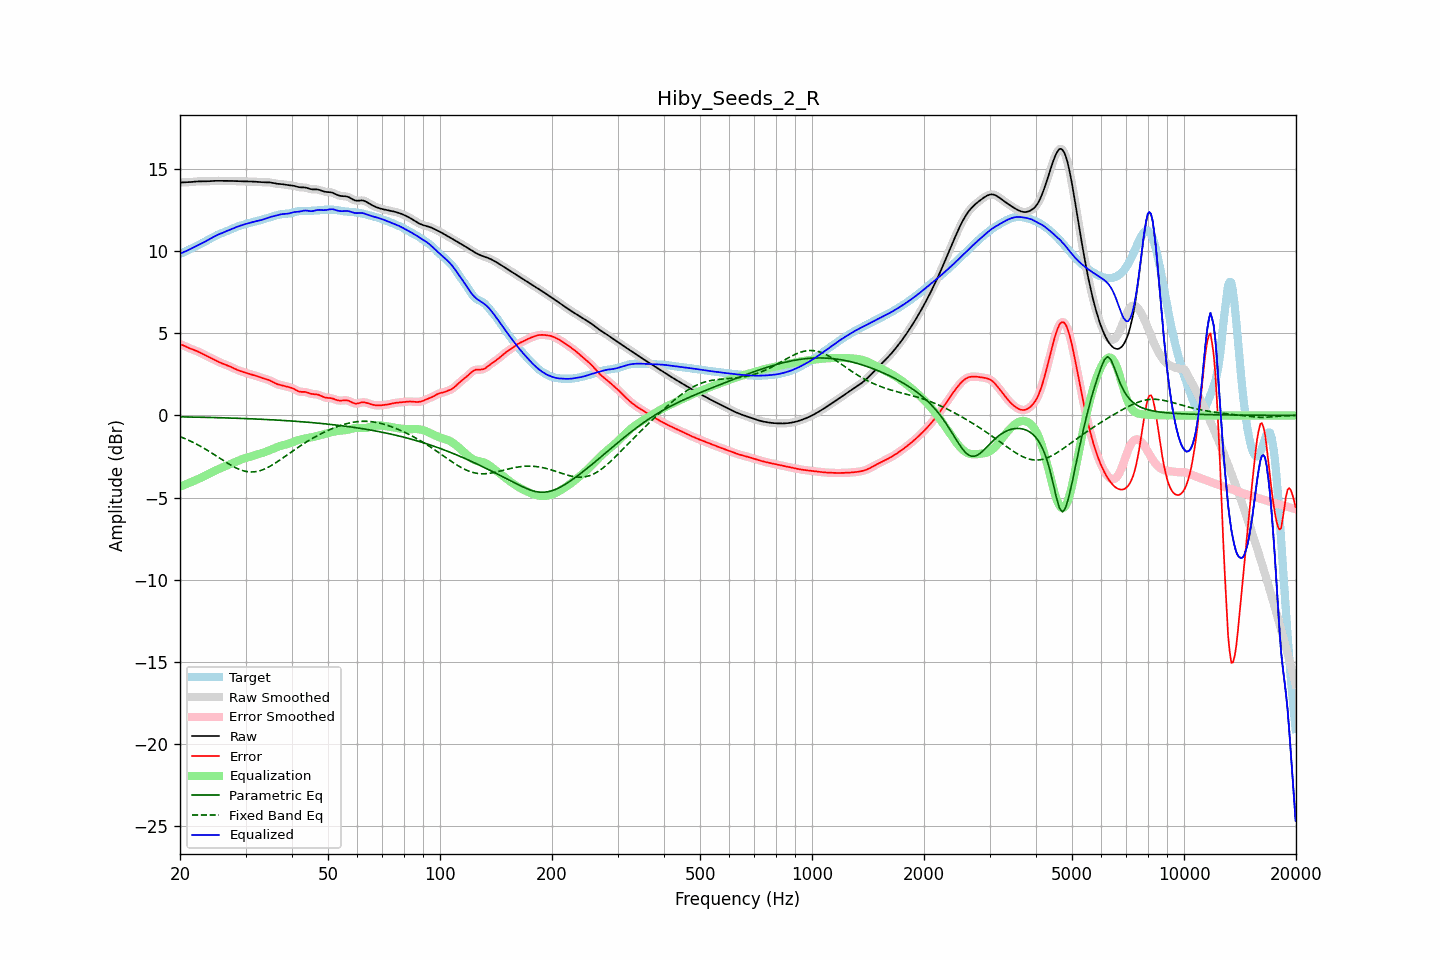 Hiby_Seeds_2_R
Amplitude (dBr)
15
10
5
0
−5
−10
−15
−20
−25
Target
Raw Smoothed
Error Smoothed
Raw
Error
Equalization
Parametric Eq
Fixed Band Eq
Equalized
20 50 100 200 500 1000 2000 5000 10000 20000
Frequency (Hz)